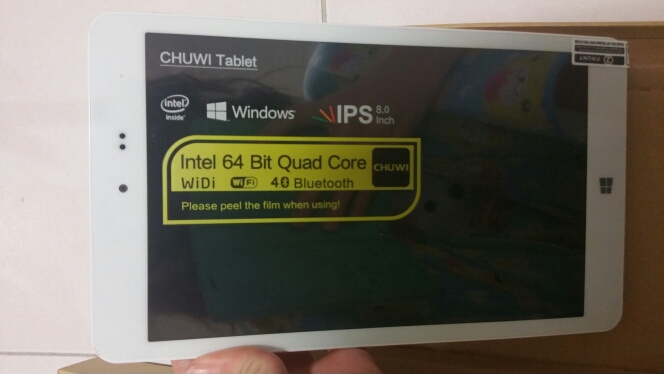 CHUWI Tablet
intel inside
Windows
IPS 8.0 Inch
Intel 64 Bit Quad Core
CHUWI
WiDi WiFi 4 Bluetooth
Please peel the film when using!
FRONT